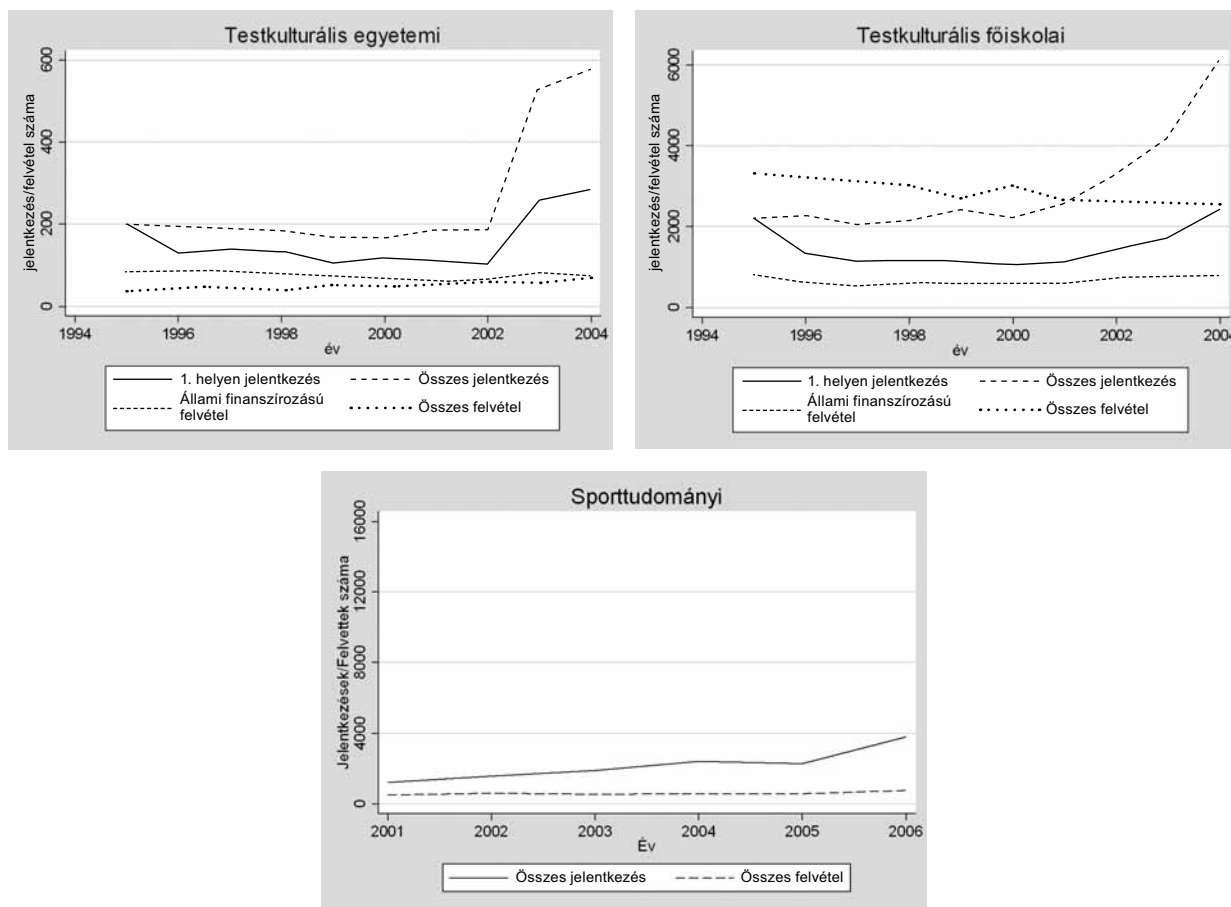 Testkulturális egyetemi
jelentkezés/felvétel száma
600
400
200
0
1994
1996
1998
2000
2002
2004
év
1. helyen jelentkezés
Összes jelentkezés
Állami finanszírozású
felvétel
Összes felvétel
Testkulturális főiskolai
jelentkezés/felvétel száma
6000
4000
2000
0
1994
1996
1998
2000
2002
2004
év
1. helyen jelentkezés
Összes jelentkezés
Állami finanszírozású
felvétel
Összes felvétel
Sporttudományi
Jelentkezések/Felvettek száma
16000
12000
8000
4000
0
2001
2002
2003
2004
2005
2006
Év
Összes jelentkezés
Összes felvétel